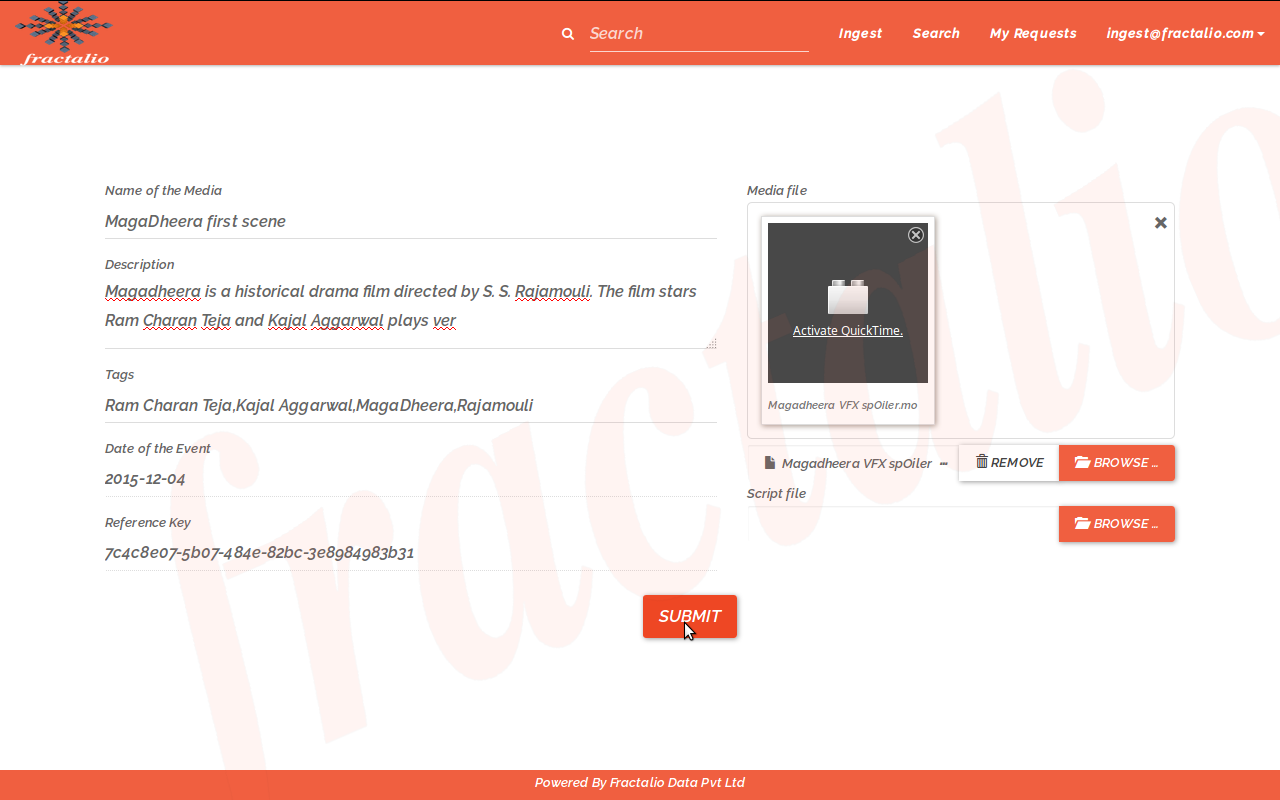 fractalio
Search
Ingest
Search
My Requests
ingest@fractalio.com
Name of the Media
MagaDheera first scene
Description
Magadheera is a historical drama film directed by S. S. Rajamouli. The film stars
Ram Charan Teja and Kajal Aggarwal plays ver
Tags
Ram Charan Teja,Kajal Aggarwal,MagaDheera,Rajamouli
Date of the Event
2015-12-04
Reference Key
7c4c8e07-5b07-484e-82bc-3e8984983b31
SUBMIT
Media file
Activate QuickTime.
Magadheera VFX spOiler.mo
Magadheera VFX spOiler ...
REMOVE
BROWSE ...
Script file
BROWSE ...
fractalio
Powered By Fractalio Data Pvt Ltd